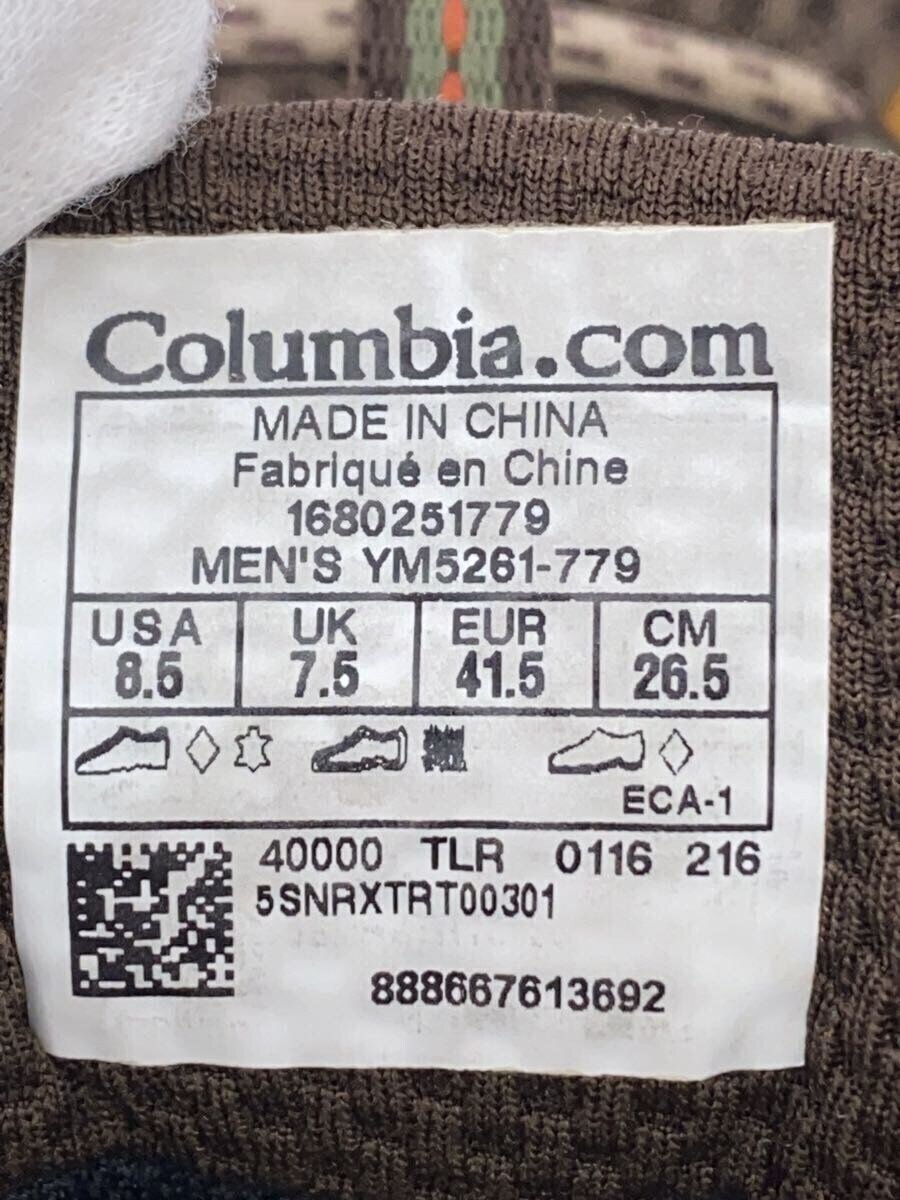 Columbia.com
MADE IN CHINA
Fabriqué en Chine
1680251779
MEN'S YM5261-779
USA UK EUR CM
8.5 7.5 41.5 26.5
ECA-1
40000 TLR 0116 216
5SNRXTRT00301
888667613692